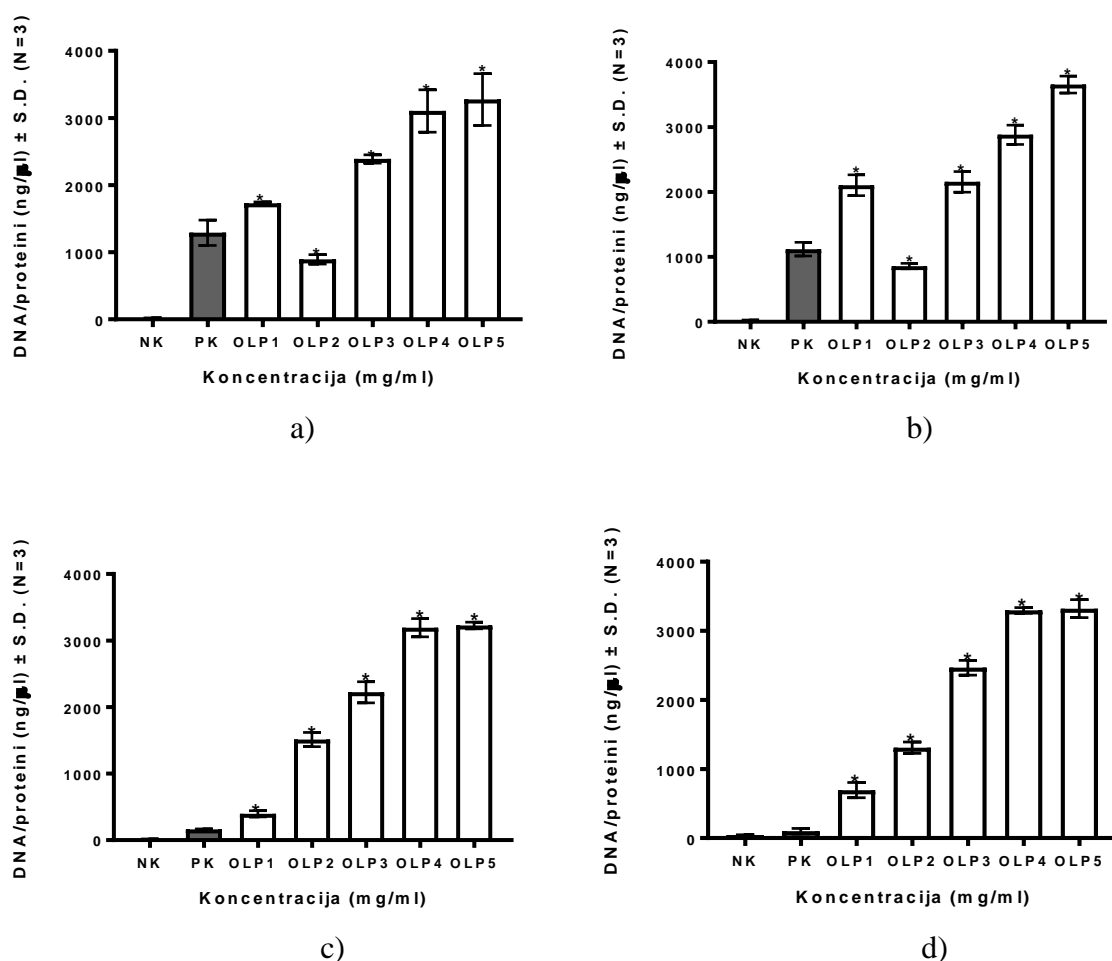 DNA/proteini (ng/µl) ± S.D. (N=3)
4000
3000
2000
1000
0
* * * * *
NK PK OLP1 OLP2 OLP3 OLP4 OLP5
Koncentracija (mg/ml)
a)
DNA/proteini (ng/µl) ± S.D. (N=3)
4000
3000
2000
1000
0
* * * * *
NK PK OLP1 OLP2 OLP3 OLP4 OLP5
Koncentracija (mg/ml)
b)
DNA/proteini (ng/µl) ± S.D. (N=3)
4000
3000
2000
1000
0
* * * * *
NK PK OLP1 OLP2 OLP3 OLP4 OLP5
Koncentracija (mg/ml)
c)
DNA/proteini (ng/µl) ± S.D. (N=3)
4000
3000
2000
1000
0
* * * * *
NK PK OLP1 OLP2 OLP3 OLP4 OLP5
Koncentracija (mg/ml)
d)